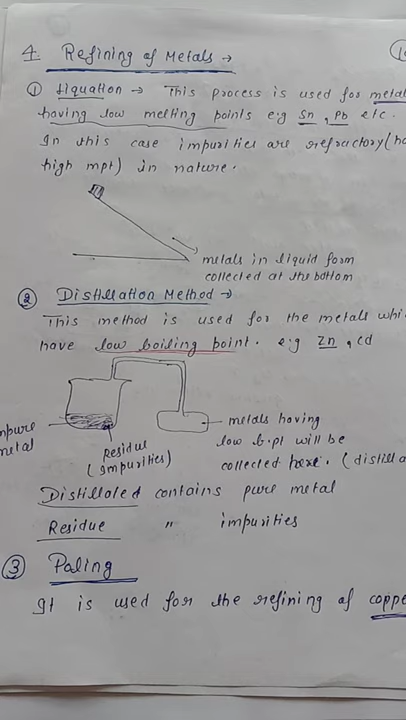 4. Refining of Metals →
① Liquation → This process is used for metal
having low melting points e.g Sn, Pb etc.
In this case impurities are refractory (ha
high mpt) in nature.
metals in liquid form
collected at the bottom
② Distillation Method →
This method is used for the metals whi
have low boiling point. e.g Zn, Cd
mpure
metal
Residue
(Impurities)
metals having
low b.pt will be
collected here. (distilla
Distillated contains pure metal
Residue " impurities
③ Poling
It is used for the refining of coppe